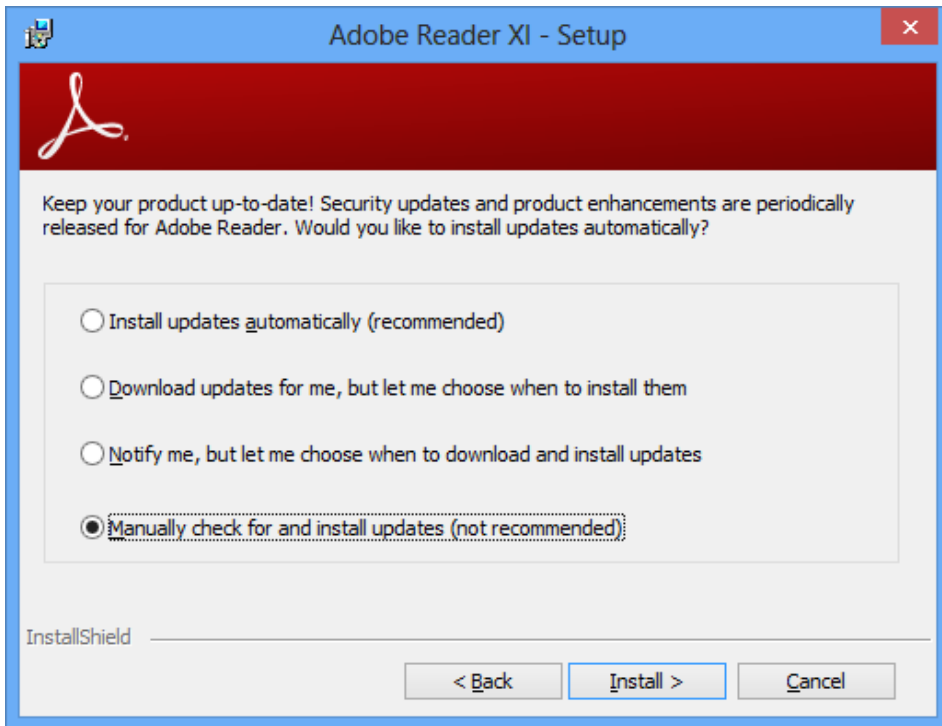 Adobe Reader XI - Setup
Keep your product up-to-date! Security updates and product enhancements are periodically
released for Adobe Reader. Would you like to install updates automatically?
Install updates automatically (recommended)
Download updates for me, but let me choose when to install them
Notify me, but let me choose when to download and install updates
Manually check for and install updates (not recommended)
InstallShield
< Back Install > Cancel